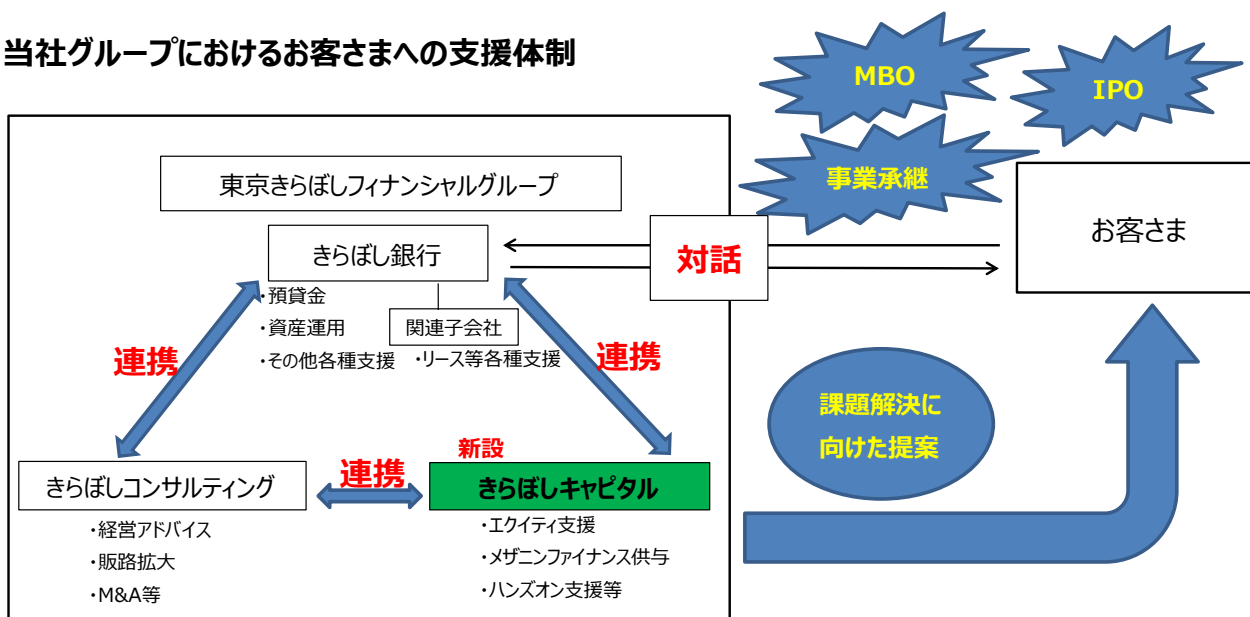 当社グループにおけるお客さまへの支援体制
MBO
IPO
事業承継
東京きらぼしフィナンシャルグループ
きらぼし銀行
対話
お客さま
・預貸金
・資産運用
・その他各種支援
関連子会社
・リース等各種支援
連携
連携
課題解決に
向けた提案
新設
きらぼしコンサルティング
連携
きらぼしキャピタル
・経営アドバイス
・販路拡大
・M&A等
・エクイティ支援
・メザニンファイナンス供与
・ハンズオン支援等